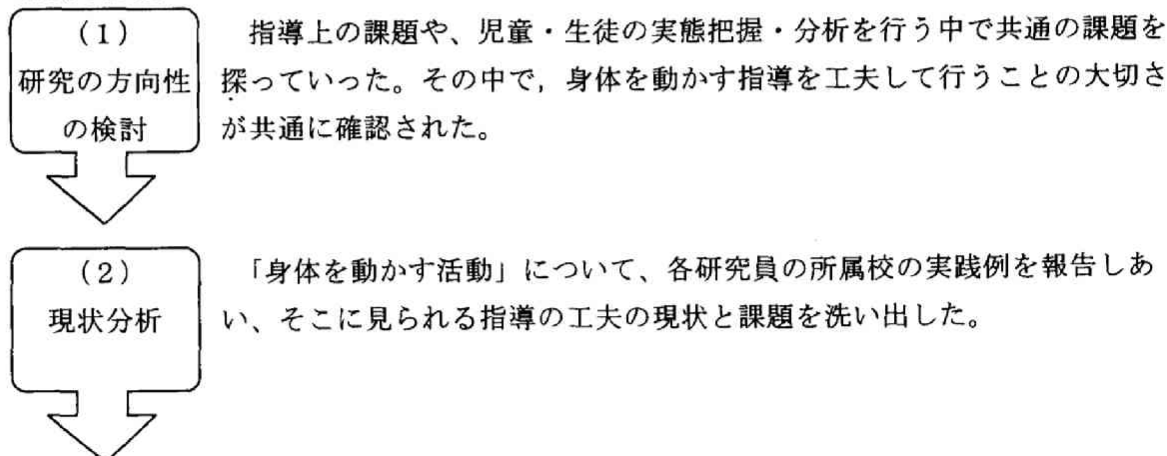 (1)
研究の方向性
の検討
指導上の課題や、児童・生徒の実態把握・分析を行う中で共通の課題を
探っていった。その中で,身体を動かす指導を工夫して行うことの大切さ
が共通に確認された。
(2)
現状分析
「身体を動かす活動」について、各研究員の所属校の実践例を報告しあ
い、そこに見られる指導の工夫の現状と課題を洗い出した。